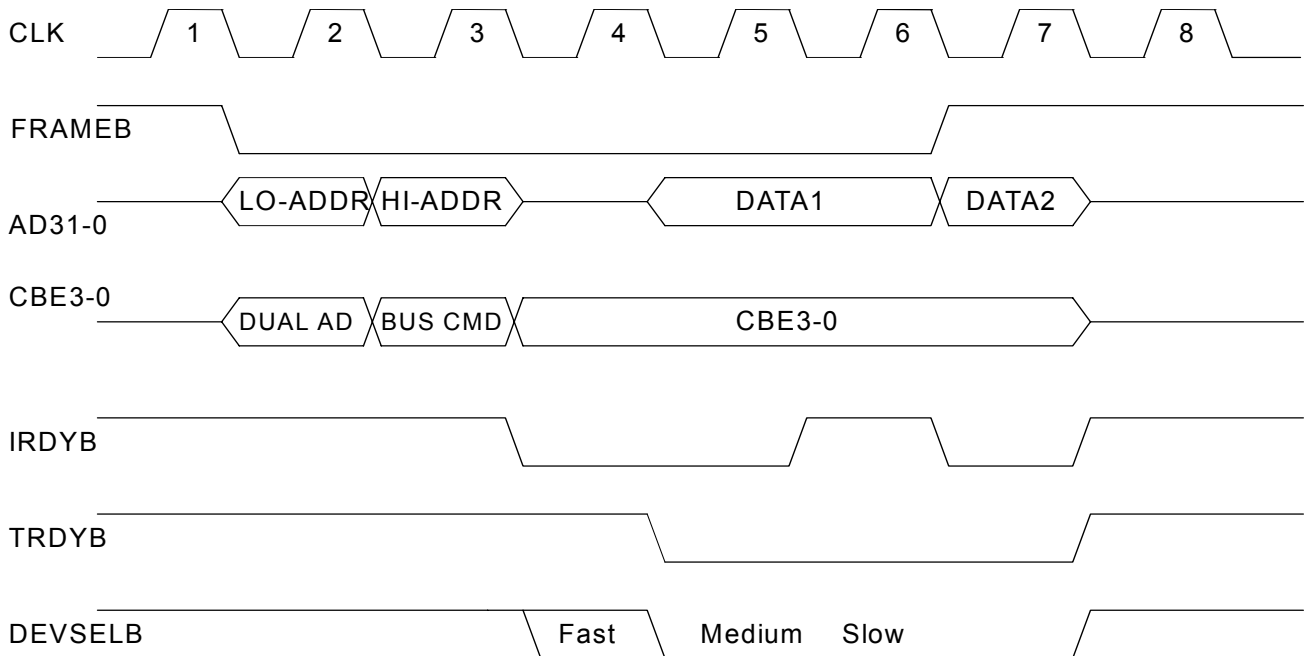 CLK 1 2 3 4 5 6 7 8
FRAMEB
LO-ADDR HI-ADDR DATA1 DATA2
AD31-0
CBE3-0
DUAL AD BUS CMD CBE3-0
IRDYB
TRDYB
DEVSELB Fast Medium Slow